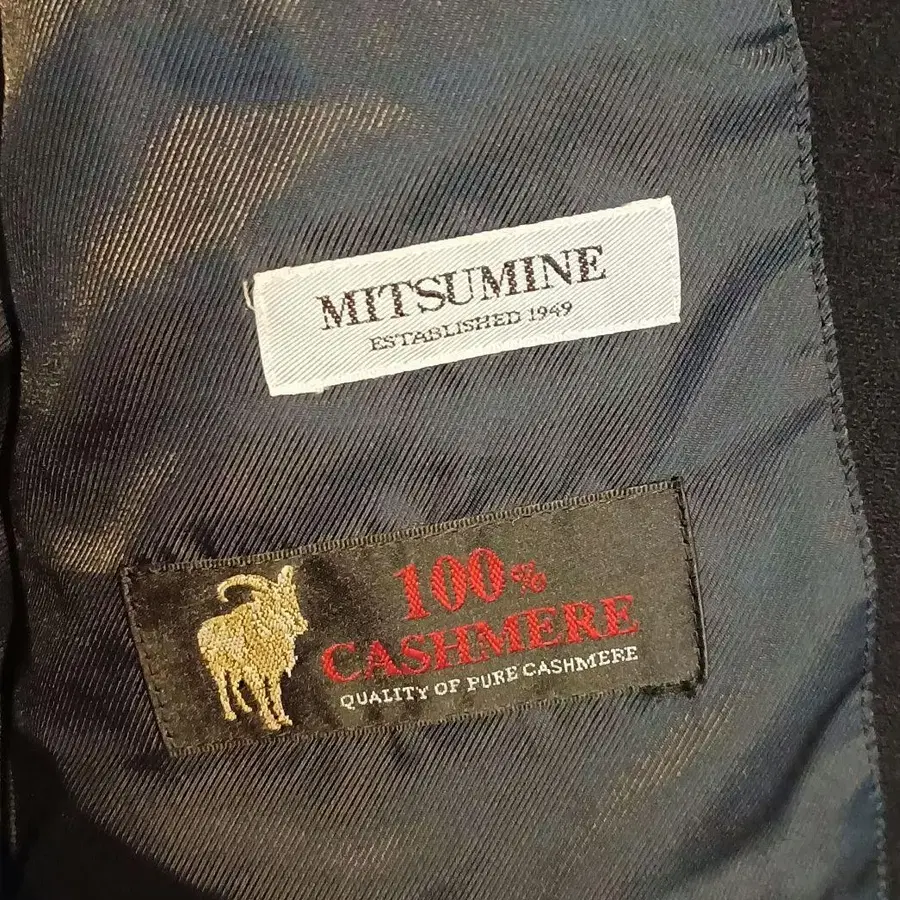 MITSUMINE
ESTABLISHED 1949
100%
CASHMERE
QUALITY OF PURE CASHMERE